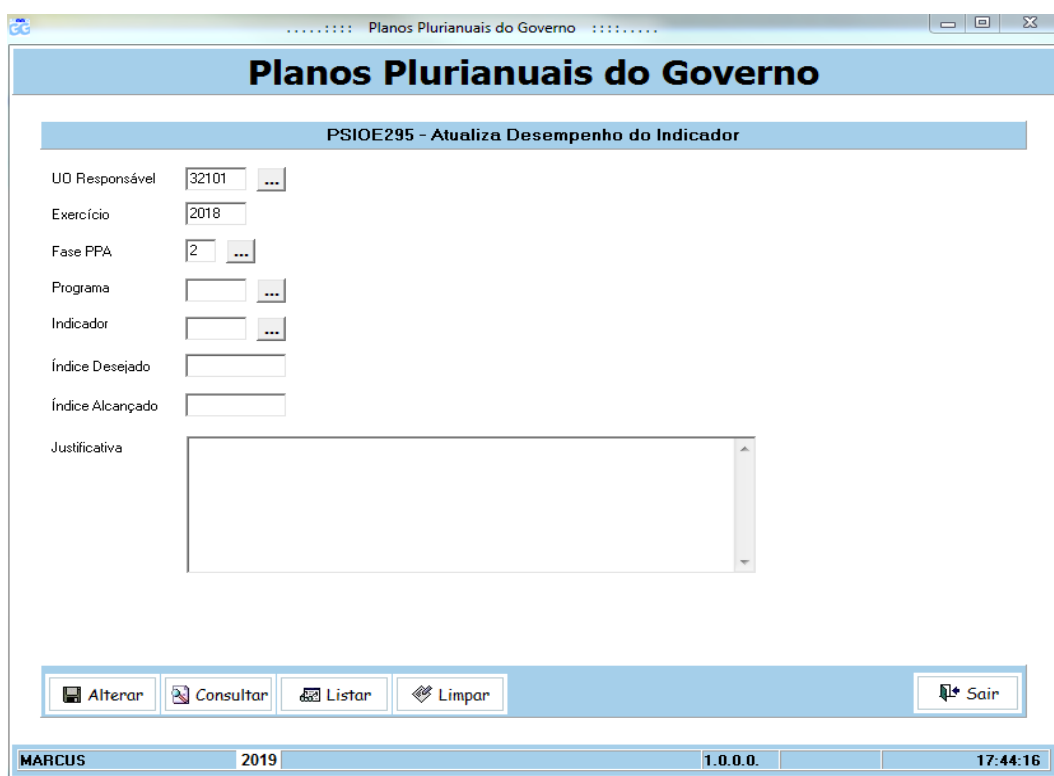 .....:::: Planos Plurianuais do Governo ::::.....
Planos Plurianuais do Governo
PSIOE295 - Atualiza Desempenho do Indicador
UO Responsável 32101 ...
Exercício 2018
Fase PPA 2 ...
Programa ...
Indicador ...
Índice Desejado
Índice Alcançado
Justificativa
Alterar Consultar Listar Limpar Sair
MARCUS 2019 1.0.0.0. 17:44:16